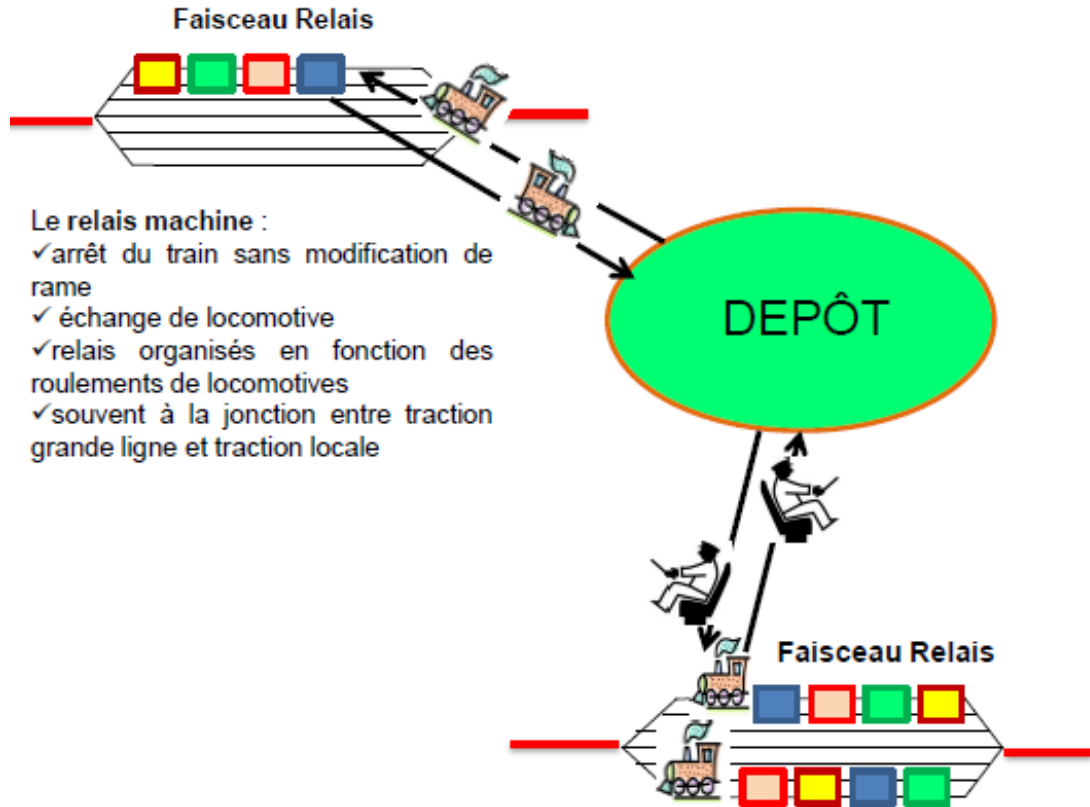 Faisceau Relais
Le relais machine :
✓arrêt du train sans modification de
rame
✓ échange de locomotive
✓relais organisés en fonction des
roulements de locomotives
✓souvent à la jonction entre traction
grande ligne et traction locale
DEPÔT
Faisceau Relais